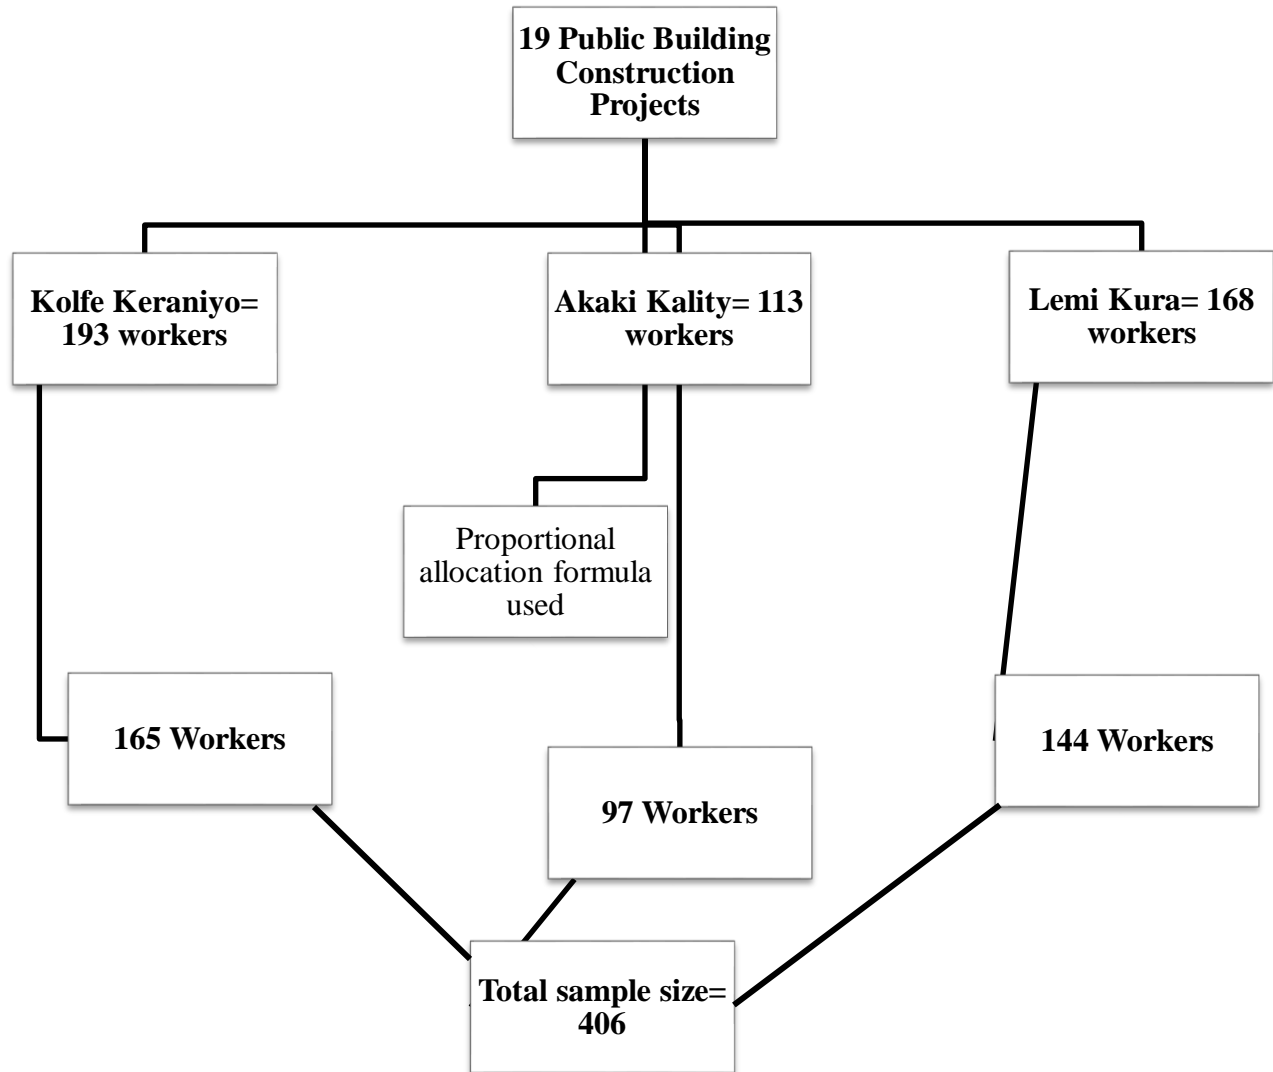 19 Public Building
Construction
Projects
Kolfe Keraniyo=
193 workers
Akaki Kality= 113
workers
Lemi Kura= 168
workers
Proportional
allocation formula
used
165 Workers
97 Workers
144 Workers
Total sample size=
406